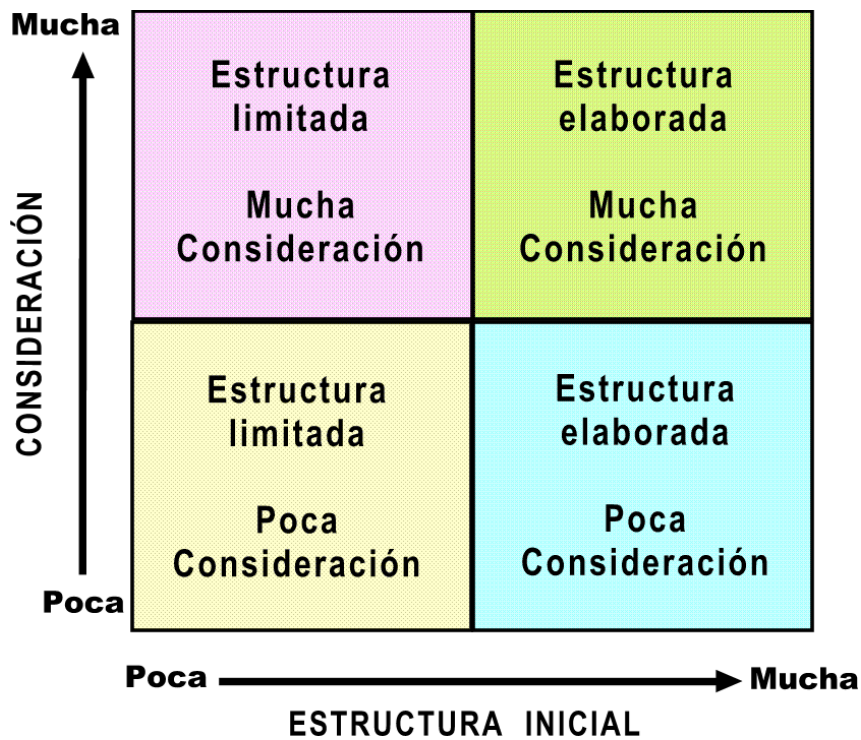 Mucha
Estructura
limitada
Mucha
Consideración
Estructura
elaborada
Mucha
Consideración
CONSIDERACIÓN
Estructura
limitada
Poca
Consideración
Estructura
elaborada
Poca
Consideración
Poca
Poca
Mucha
ESTRUCTURA INICIAL